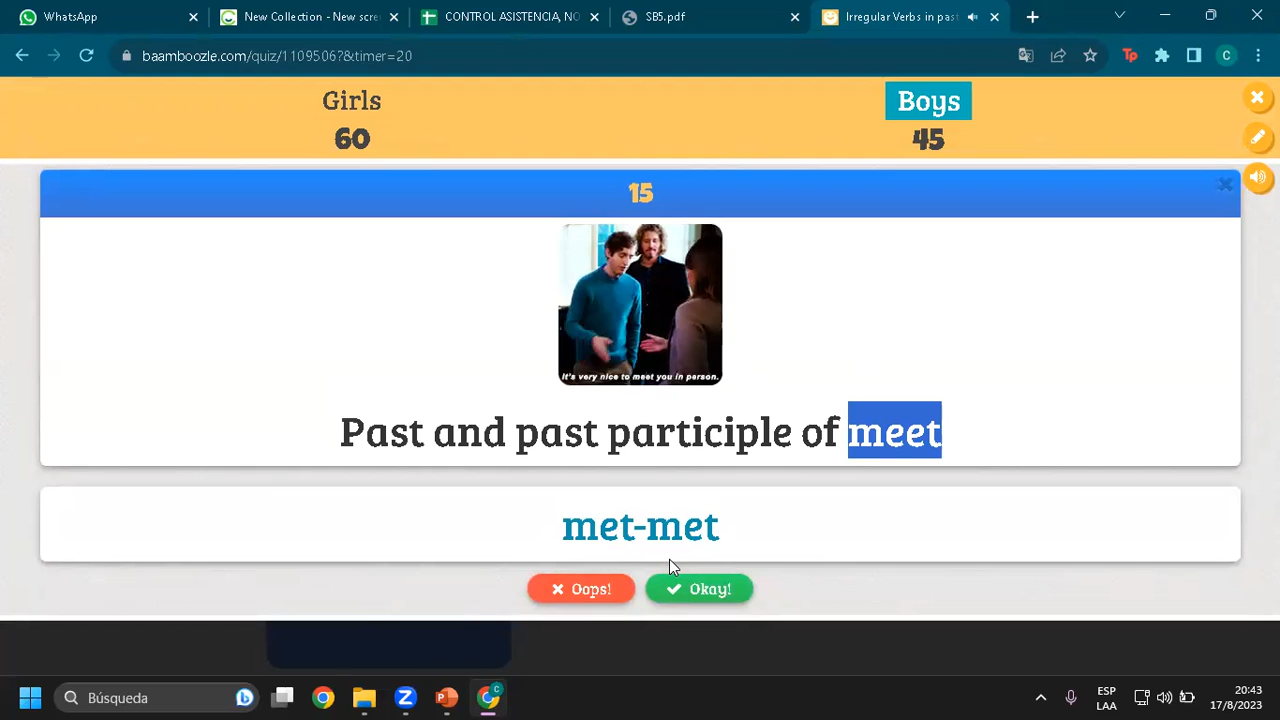 WhatsApp
New Collection - New scre
CONTROL ASISTENCIA, NO
SB5.pdf
Irregular Verbs in past
baamboozle.com/quiz/1109506?&timer=20
Tp
C
Girls
60
Boys
45
15
It's very nice to meet you in person.
Past and past participle of meet
met-met
Oops!
Okay!
Búsqueda
C
ESP
LAA
20:43
17/8/2023